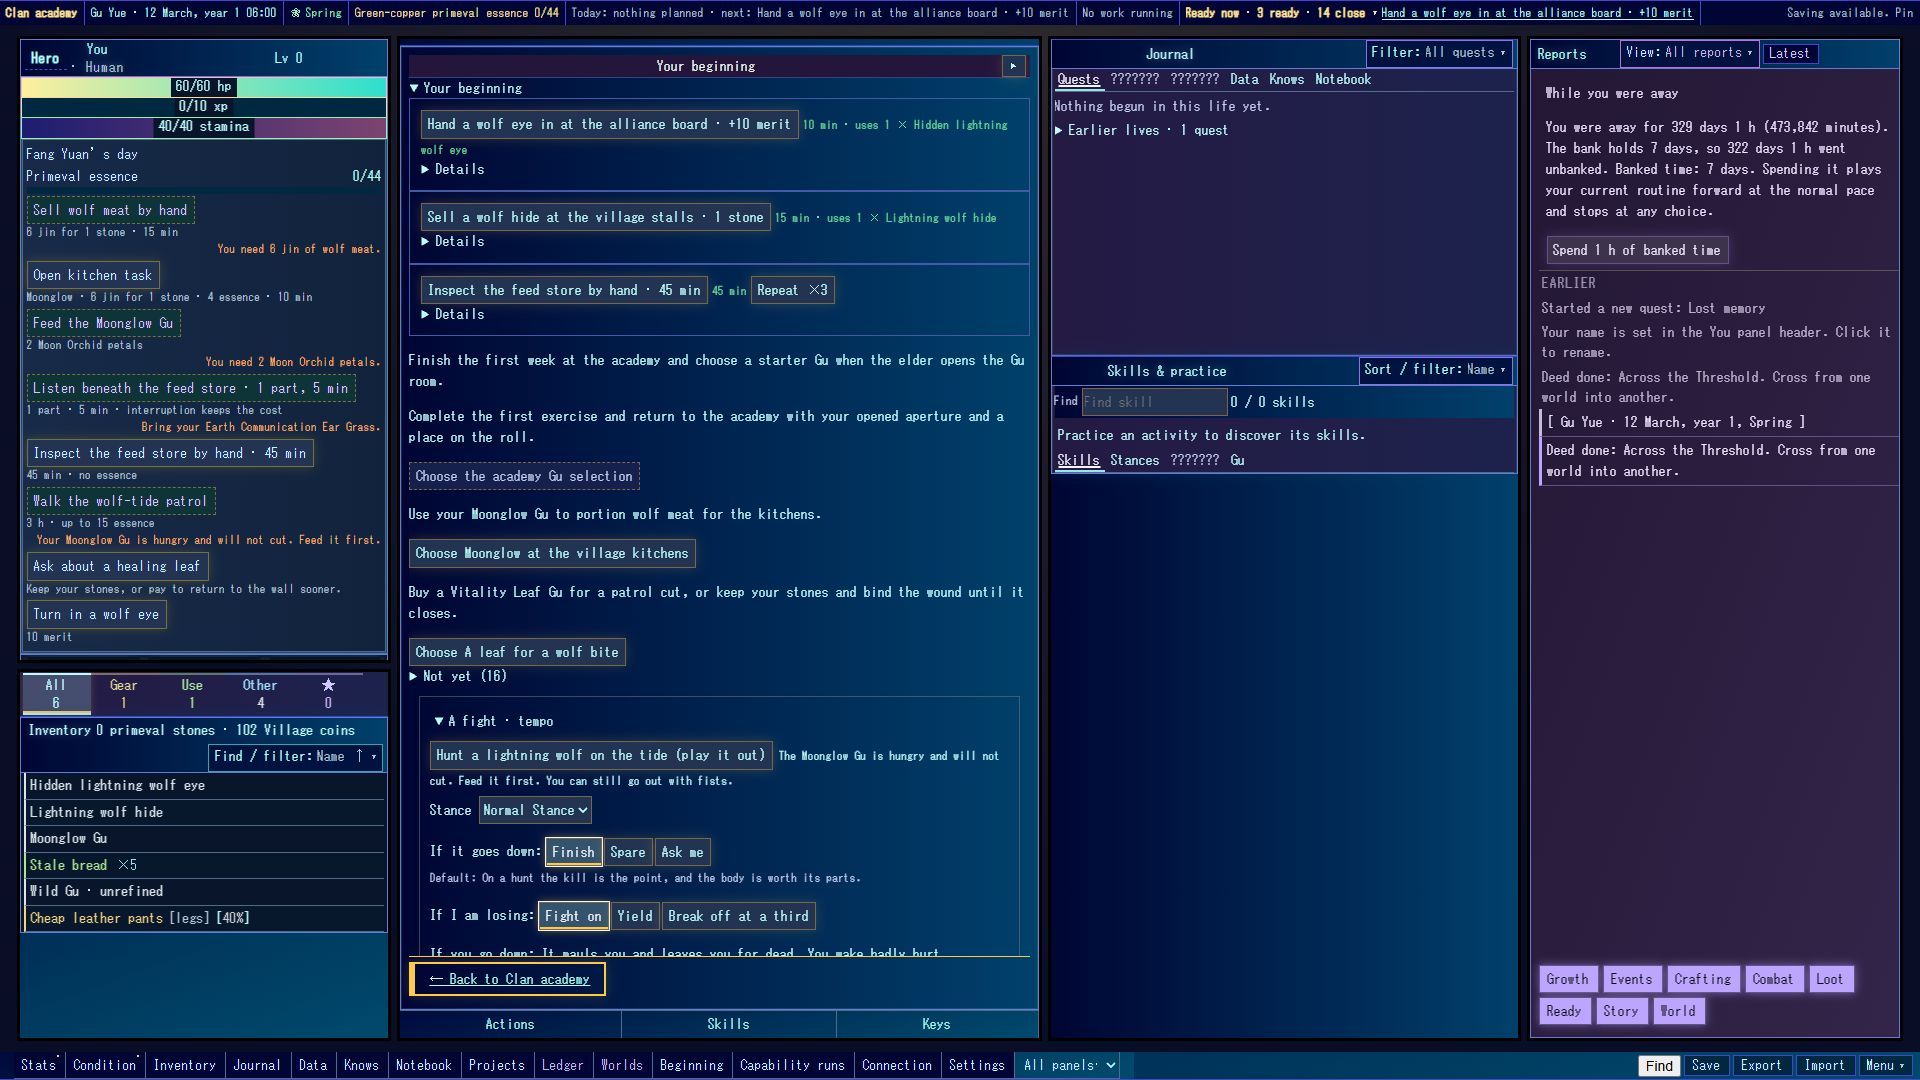 Clan academy Gu Yue · 12 March, year 1 06:00 Spring Green-copper primeval essence 0/44 Today: nothing planned · next: Hand a wolf eye in at the alliance board · +10 merit No work running Ready now · 3 ready · 14 close Hand a wolf eye in at the alliance board · +10 merit Saving available. Pin
Hero · You Human Lv 0
60/60 hp
0/10 xp
40/40 stamina
Fang Yuan's day
Primeval essence 0/44
Sell wolf meat by hand
6 jin for 1 stone · 15 min
You need 6 jin of wolf meat.
Open kitchen task
Moonglow · 6 jin for 1 stone · 4 essence · 10 min
Feed the Moonglow Gu
2 Moon Orchid petals
You need 2 Moon Orchid petals.
Listen beneath the feed store · 1 part, 5 min
1 part · 5 min · interruption keeps the cost
Bring your Earth Communication Ear Grass.
Inspect the feed store by hand · 45 min
45 min · no essence
Walk the wolf-tide patrol
3 h · up to 15 essence
Your Moonglow Gu is hungry and will not cut. Feed it first.
Ask about a healing leaf
Keep your stones, or pay to return to the wall sooner.
Turn in a wolf eye
10 merit
All Gear Use Other ★
6 1 1 4 0
Inventory 0 primeval stones · 102 Village coins
Find / filter: Name ↑ ▾
Hidden lightning wolf eye
Lightning wolf hide
Moonglow Gu
Stale bread ×5
Wild Gu · unrefined
Cheap leather pants [legs] [40%]
Your beginning ▸
▼ Your beginning
Hand a wolf eye in at the alliance board · +10 merit 10 min · uses 1 × Hidden lightning
wolf eye
▶ Details
Sell a wolf hide at the village stalls · 1 stone 15 min · uses 1 × Lightning wolf hide
▶ Details
Inspect the feed store by hand · 45 min 45 min Repeat ×3
▶ Details
Finish the first week at the academy and choose a starter Gu when the elder opens the Gu
room.
Complete the first exercise and return to the academy with your opened aperture and a
place on the roll.
Choose the academy Gu selection
Use your Moonglow Gu to portion wolf meat for the kitchens.
Choose Moonglow at the village kitchens
Buy a Vitality Leaf Gu for a patrol cut, or keep your stones and bind the wound until it
closes.
Choose A leaf for a wolf bite
▶ Not yet (16)
▼ A fight · tempo
Hunt a lightning wolf on the tide (play it out) The Moonglow Gu is hungry and will not
cut. Feed it first. You can still go out with fists.
Stance Normal Stance
If it goes down: Finish Spare Ask me
Default: On a hunt the kill is the point, and the body is worth its parts.
If I am losing: Fight on Yield Break off at a third
If you go down: It mauls you and leaves you for dead. You wake badly hurt.
← Back to Clan academy
Actions Skills Keys
Journal Filter: All quests ▾
Quests ??????? ??????? Data Knows Notebook
Nothing begun in this life yet.
▶ Earlier lives · 1 quest
Skills & practice Sort / filter: Name ▾
Find Find skill 0 / 0 skills
Practice an activity to discover its skills.
Skills Stances ??????? Gu
Reports View: All reports ▾ Latest
While you were away
You were away for 329 days 1 h (473,842 minutes).
The bank holds 7 days, so 322 days 1 h went
unbanked. Banked time: 7 days. Spending it plays
your current routine forward at the normal pace
and stops at any choice.
Spend 1 h of banked time
EARLIER
Started a new quest: Lost memory
Your name is set in the You panel header. Click it
to rename.
Deed done: Across the Threshold. Cross from one
world into another.
[ Gu Yue · 12 March, year 1, Spring ]
Deed done: Across the Threshold. Cross from one
world into another.
Growth Events Crafting Combat Loot
Ready Story World
Stats Condition Inventory Journal Data Knows Notebook Projects Ledger Worlds Beginning Capability runs Connection Settings All panels Find Save Export Import Menu ▾